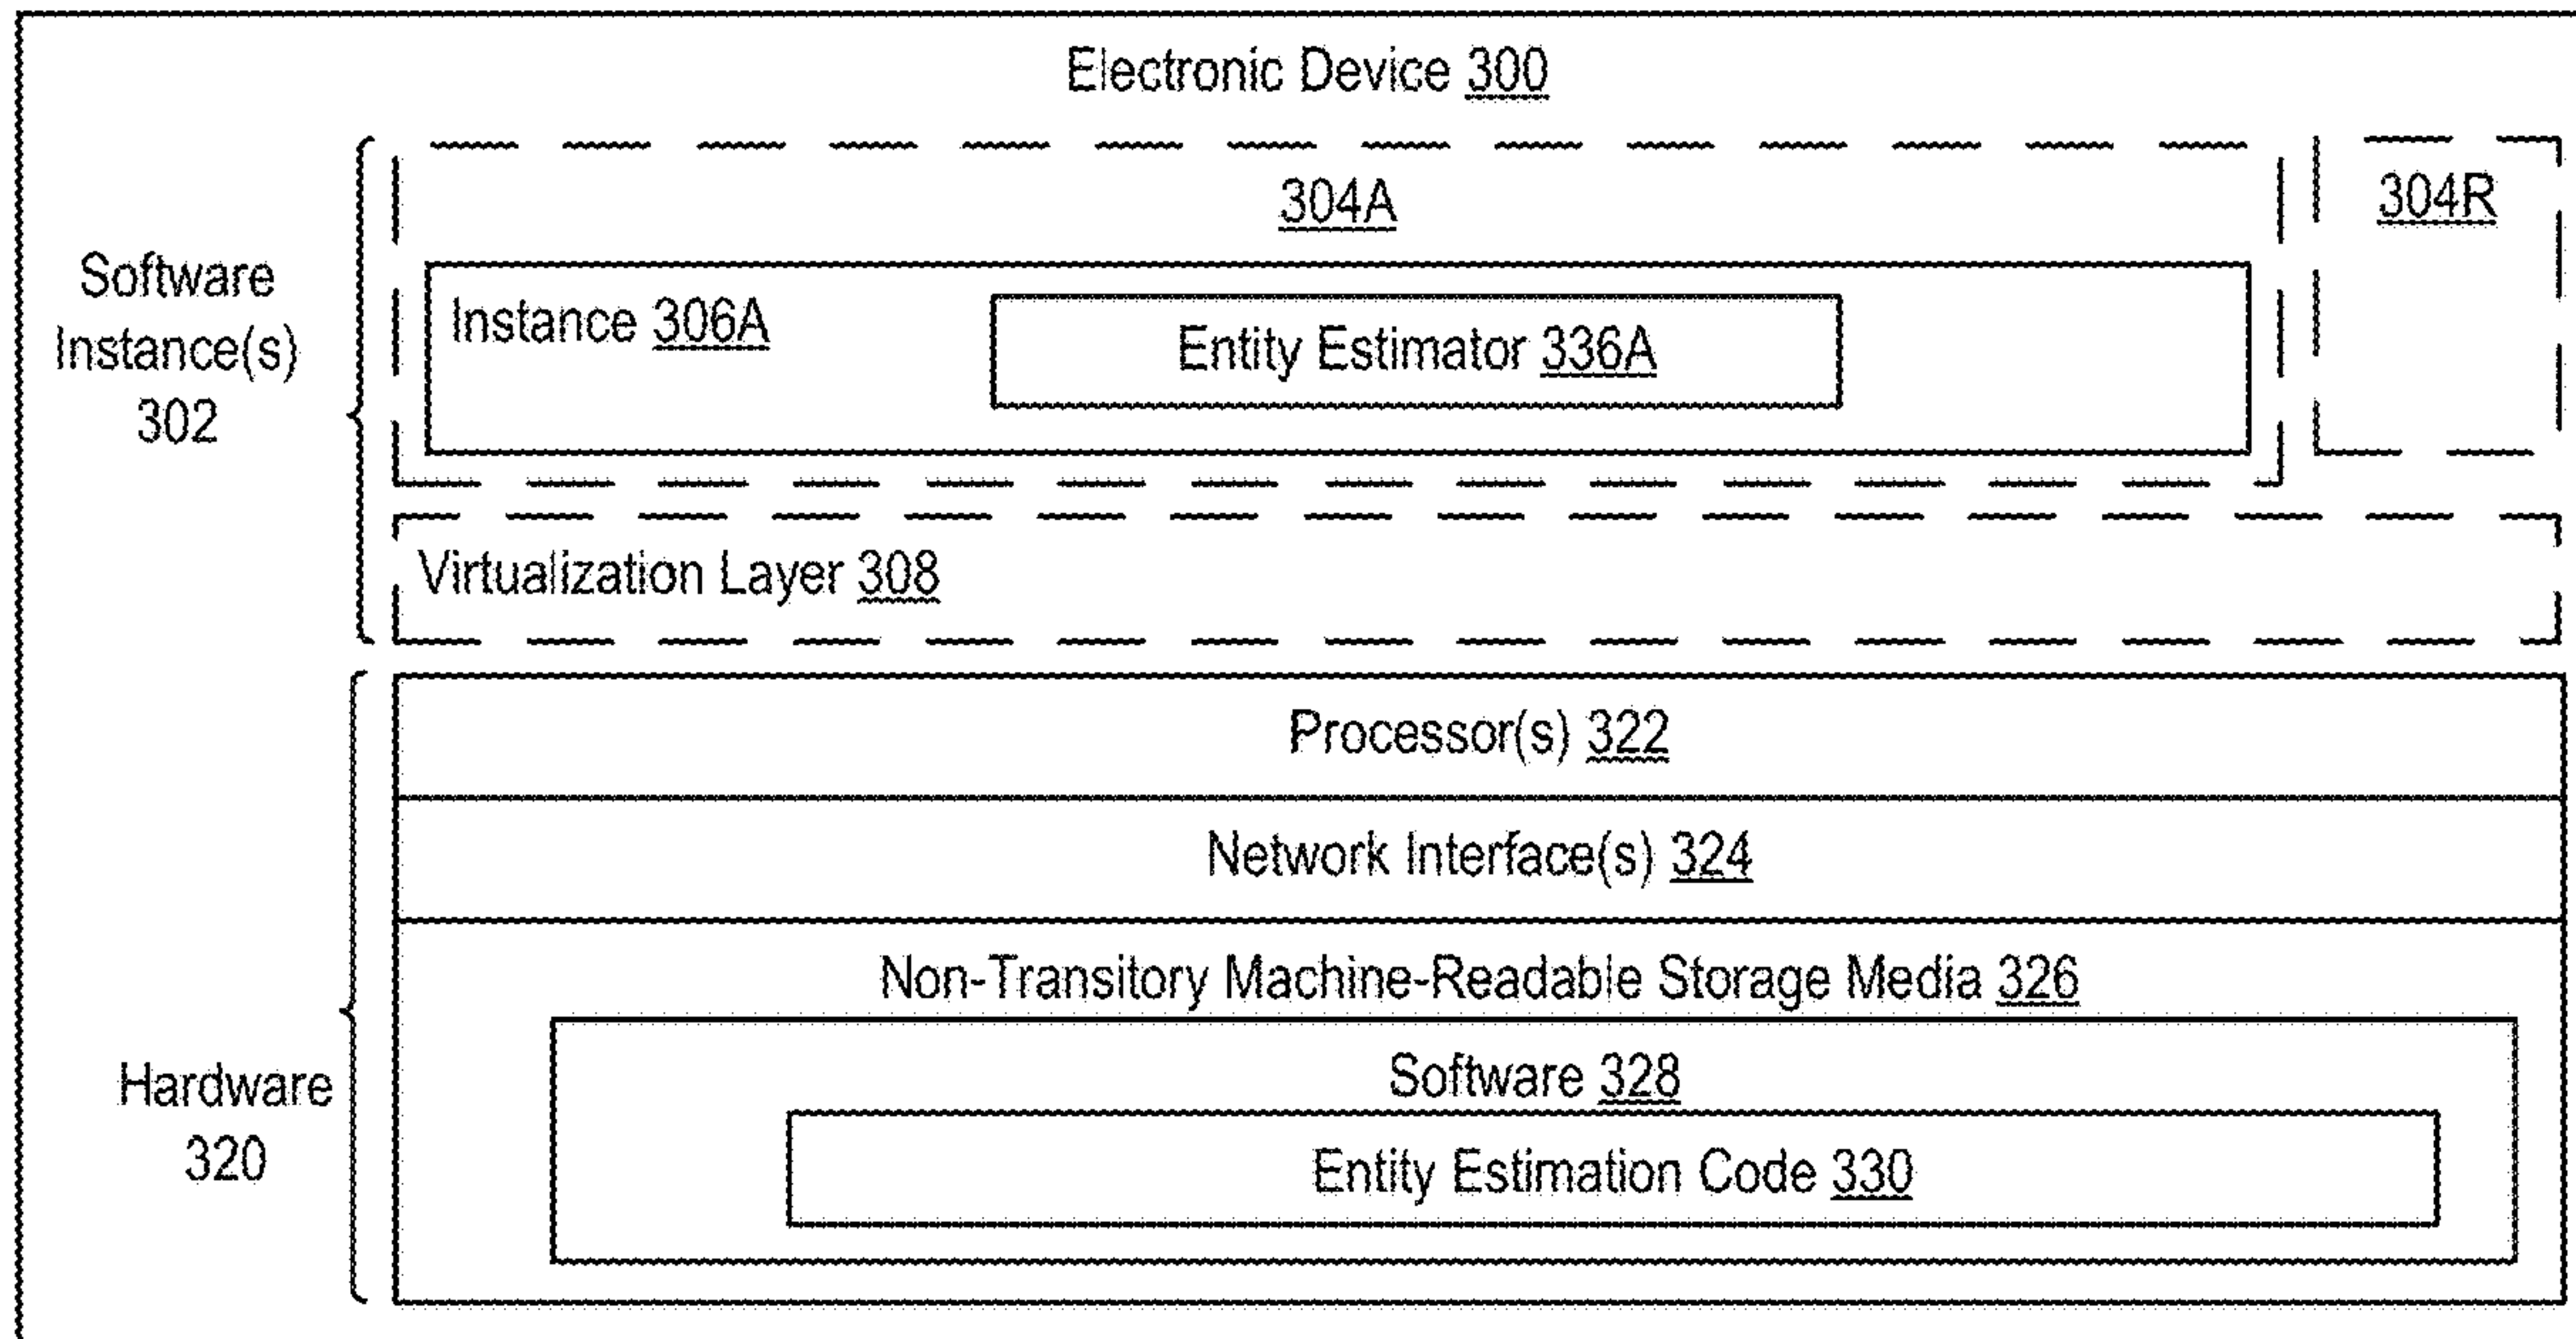 Electronic Device 300
304A
304R
Software
Instance(s)
302
Instance 306A
Entity Estimator 336A
Virtualization Layer 308
Processor(s) 322
Network Interface(s) 324
Non-Transitory Machine-Readable Storage Media 326
Hardware
320
Software 328
Entity Estimation Code 330